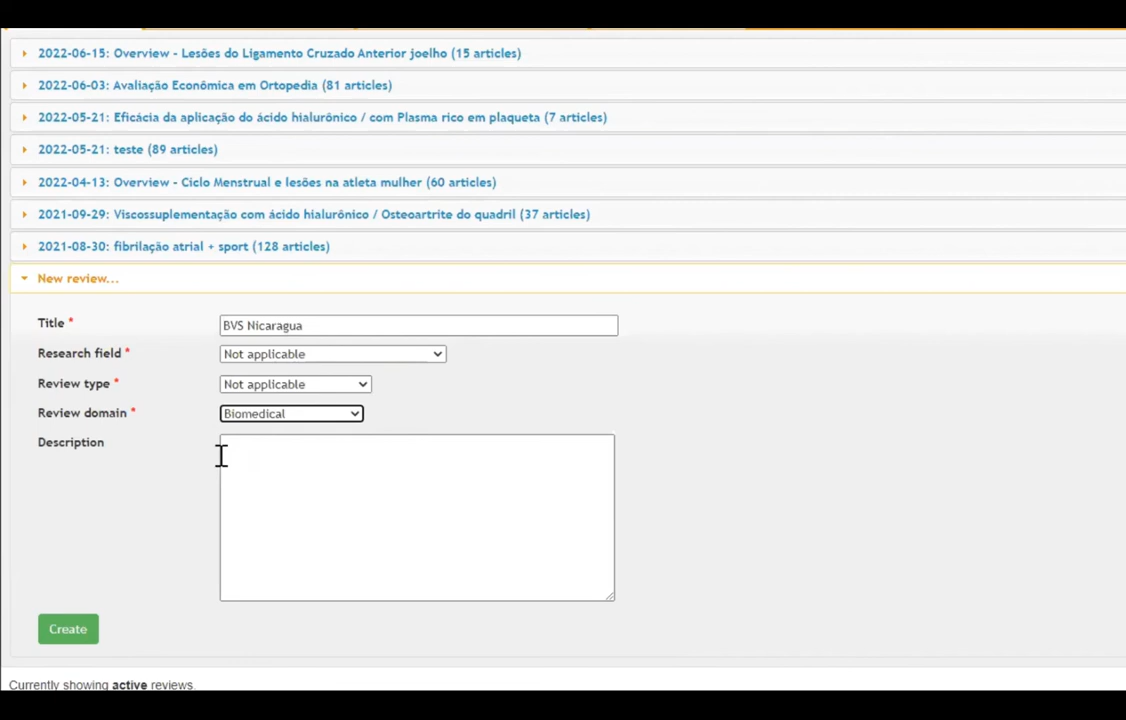 2022-06-15: Overview - Lesões do Ligamento Cruzado Anterior joelho (15 articles)
2022-06-03: Avaliação Econômica em Ortopedia (81 articles)
2022-05-21: Eficácia da aplicação do ácido hialurônico / com Plasma rico em plaqueta (7 articles)
2022-05-21: teste (89 articles)
2022-04-13: Overview - Ciclo Menstrual e lesões na atleta mulher (60 articles)
2021-09-29: Viscossuplementação com ácido hialurônico / Osteoartrite do quadril (37 articles)
2021-08-30: fibrilação atrial + sport (128 articles)
New review...
Title * BVS Nicaragua
Research field * Not applicable
Review type * Not applicable
Review domain * Biomedical
Description
Create
Currently showing active reviews.